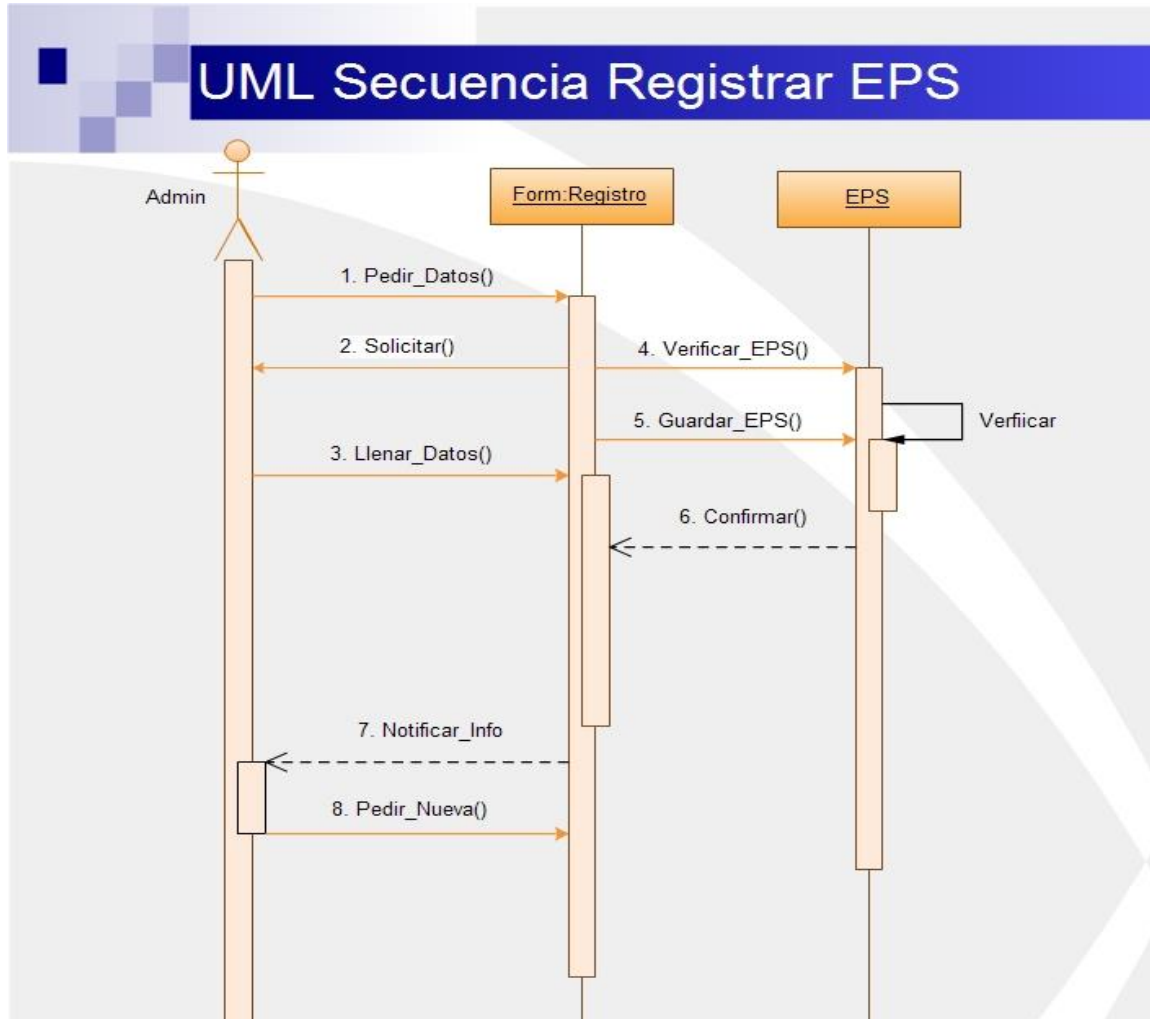 UML Secuencia Registrar EPS
Admin
Form:Registro
EPS
1. Pedir_Datos()
2. Solicitar()
4. Verificar_EPS()
5. Guardar_EPS()
Verfiicar
3. Llenar_Datos()
6. Confirmar()
7. Notificar_Info
8. Pedir_Nueva()